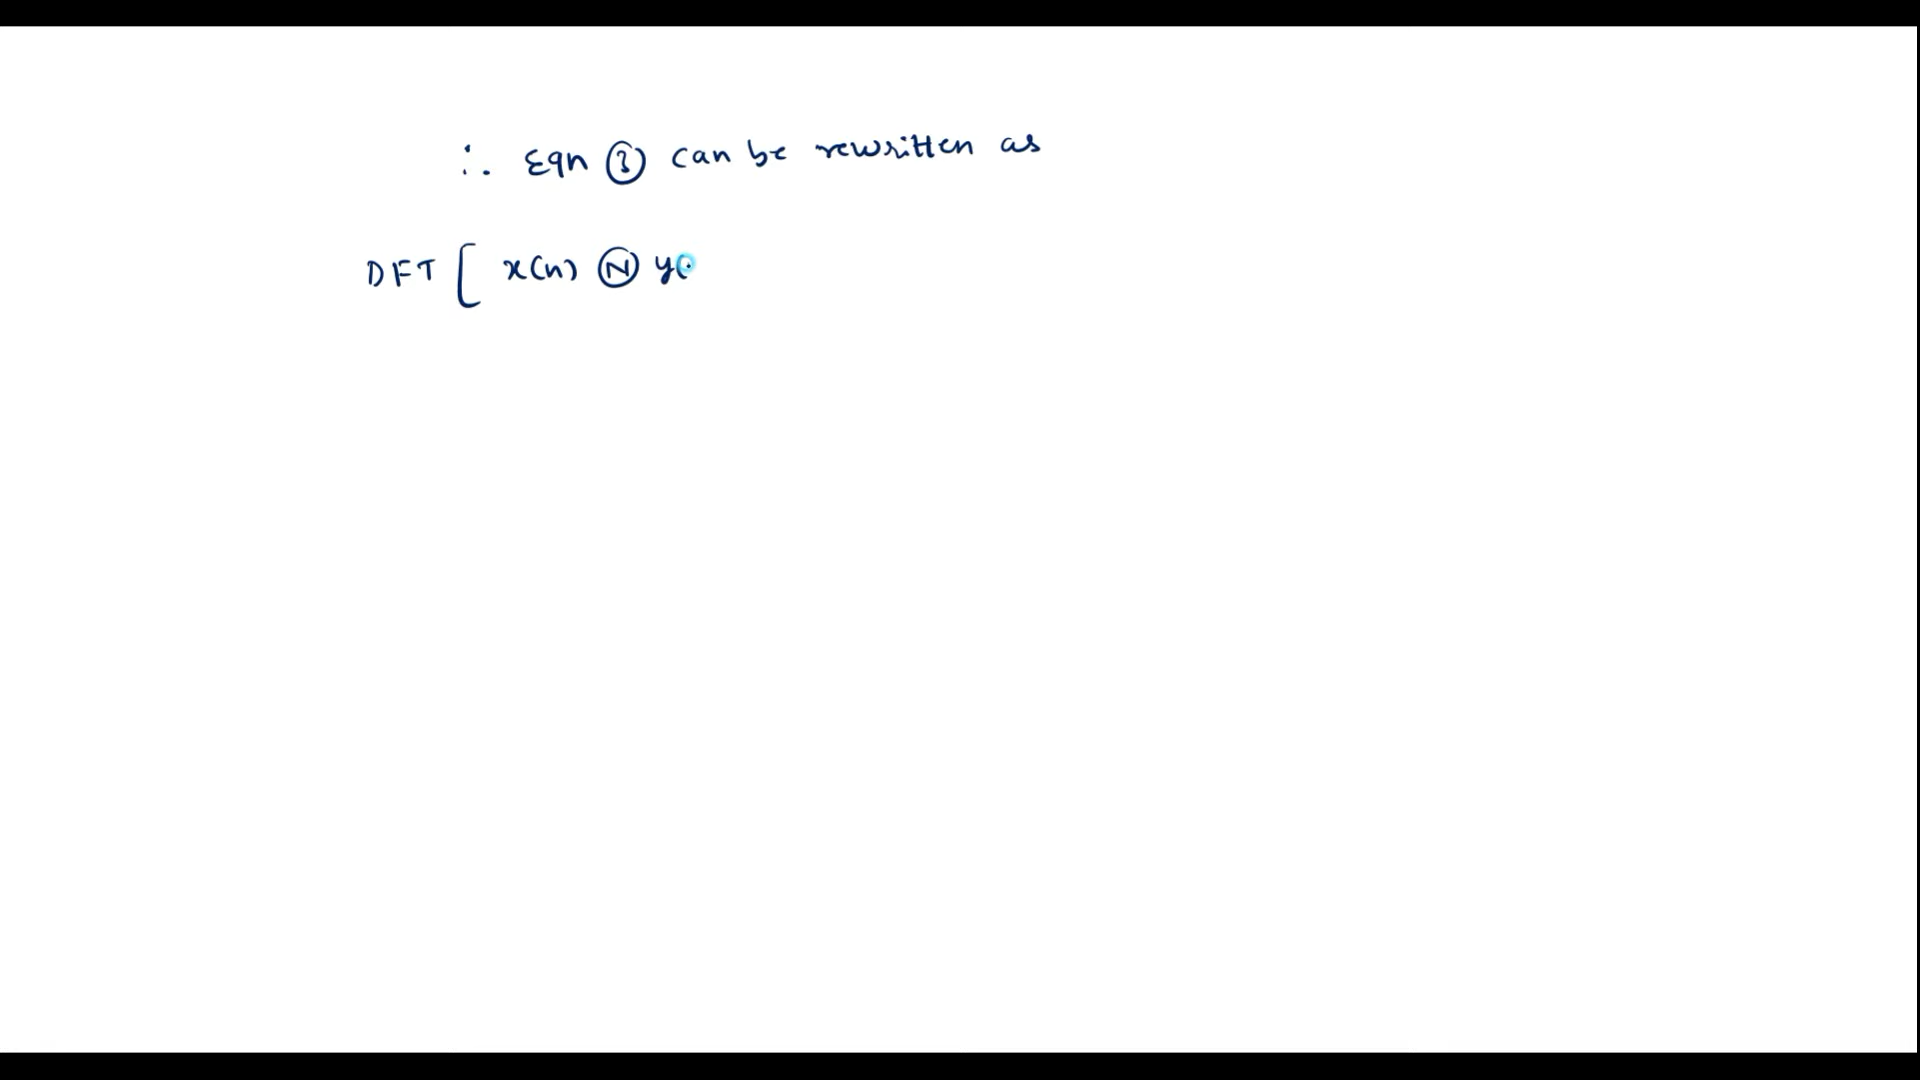 ∴ Eqn ③ can be rewritten as
DFT [ x(n) Ⓝ y(